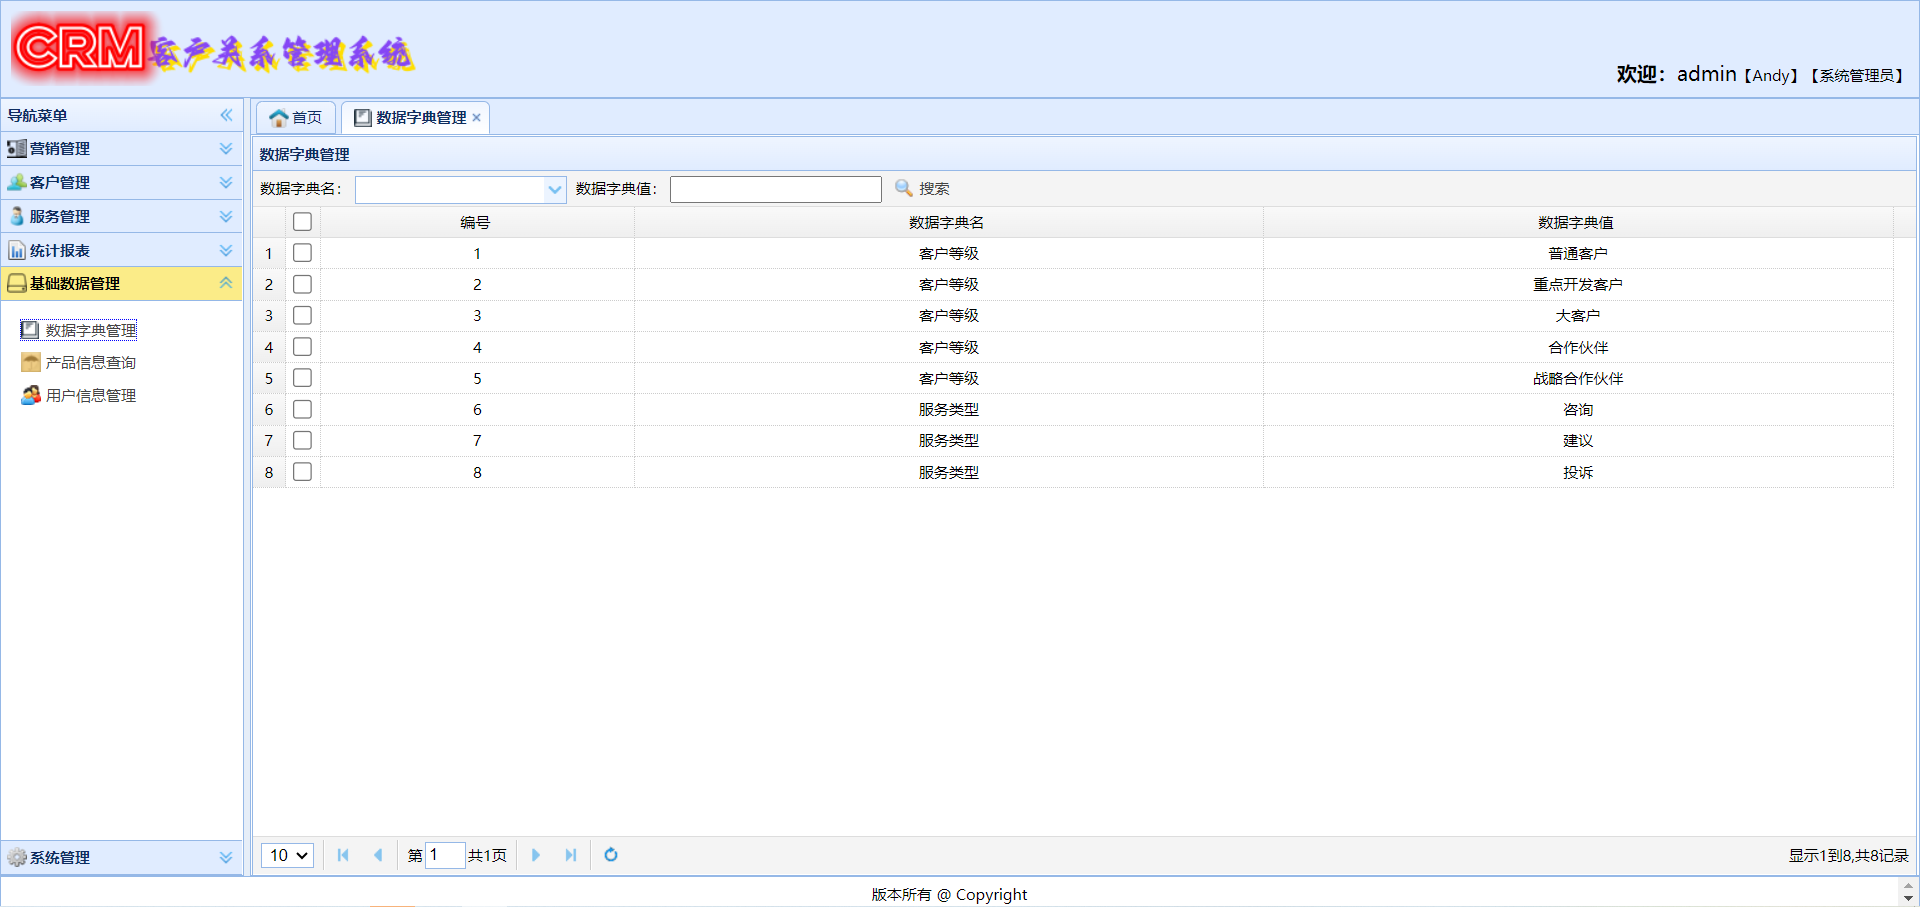 CRM客户关系管理系统
欢迎：admin【Andy】【系统管理员】
导航菜单
营销管理
客户管理
服务管理
统计报表
基础数据管理
数据字典管理
产品信息查询
用户信息管理
系统管理
首页 数据字典管理
数据字典管理
数据字典名： 数据字典值： 搜索
编号 数据字典名 数据字典值
1 1 客户等级 普通客户
2 2 客户等级 重点开发客户
3 3 客户等级 大客户
4 4 客户等级 合作伙伴
5 5 客户等级 战略合作伙伴
6 6 服务类型 咨询
7 7 服务类型 建议
8 8 服务类型 投诉
10 第 1 共1页 显示1到8,共8记录
版本所有 @ Copyright